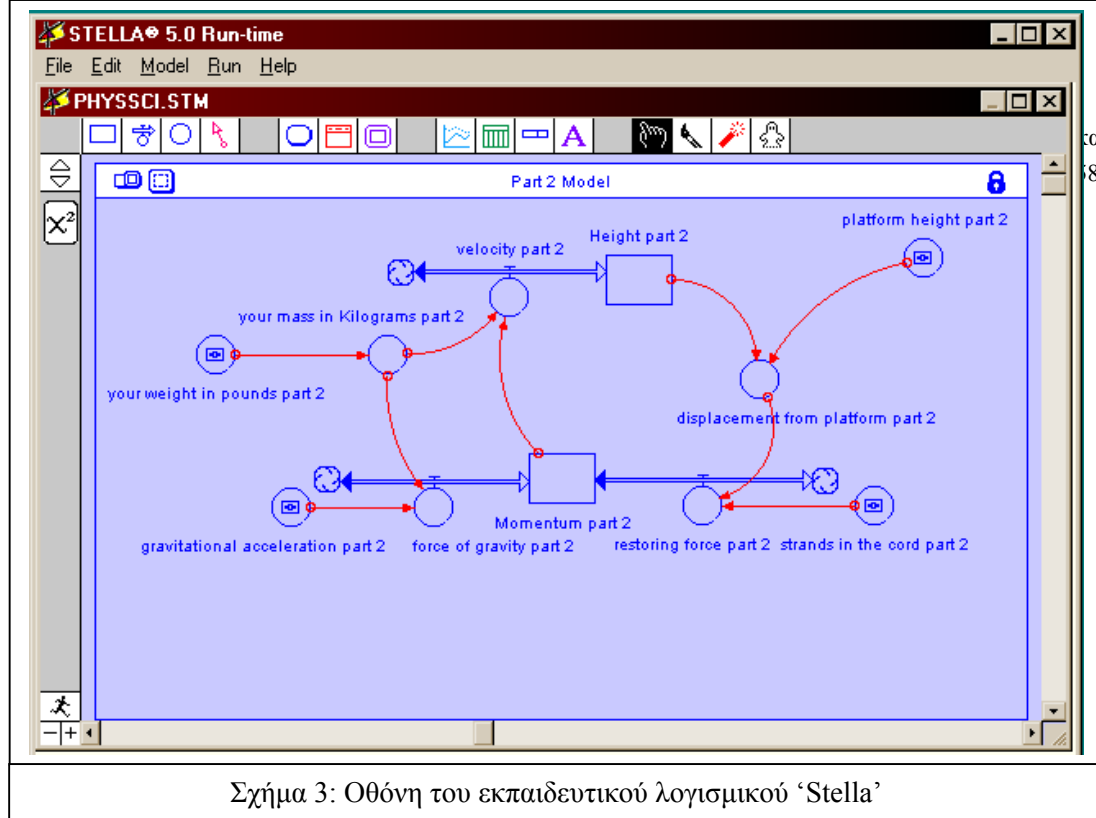 STELLA® 5.0 Run-time
File Edit Model Run Help
PHYSSCI.STM
A
Part 2 Model
X²
platform height part 2
Height part 2
velocity part 2
your mass in Kilograms part 2
your weight in pounds part 2
displacement from platform part 2
Momentum part 2
gravitational acceleration part 2
force of gravity part 2
restoring force part 2
strands in the cord part 2
Σχήμα 3: Οθόνη του εκπαιδευτικού λογισμικού ‘Stella’